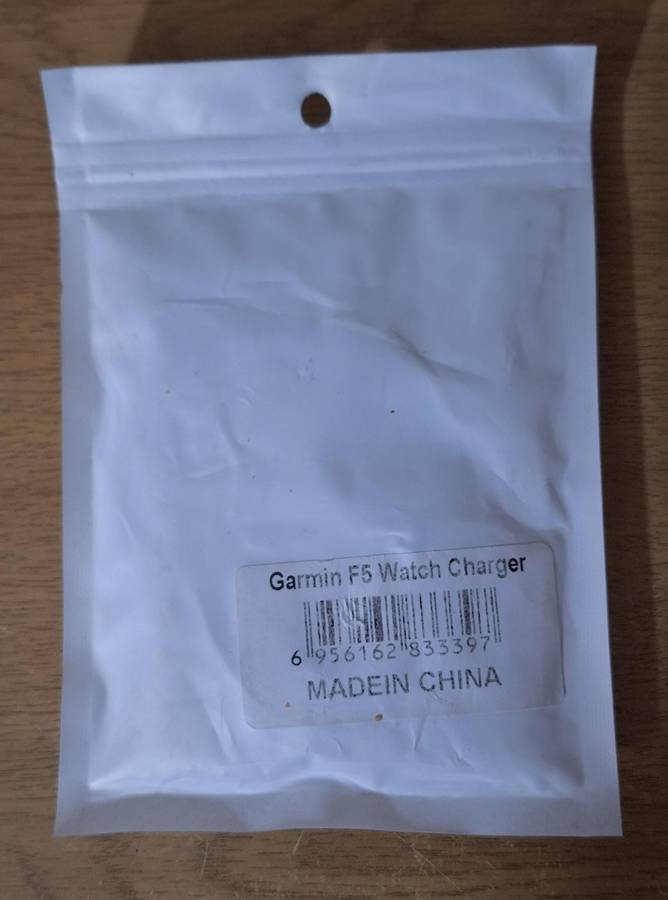 Garmin F5 Watch Charger
6 956162 833397
MADEIN CHINA